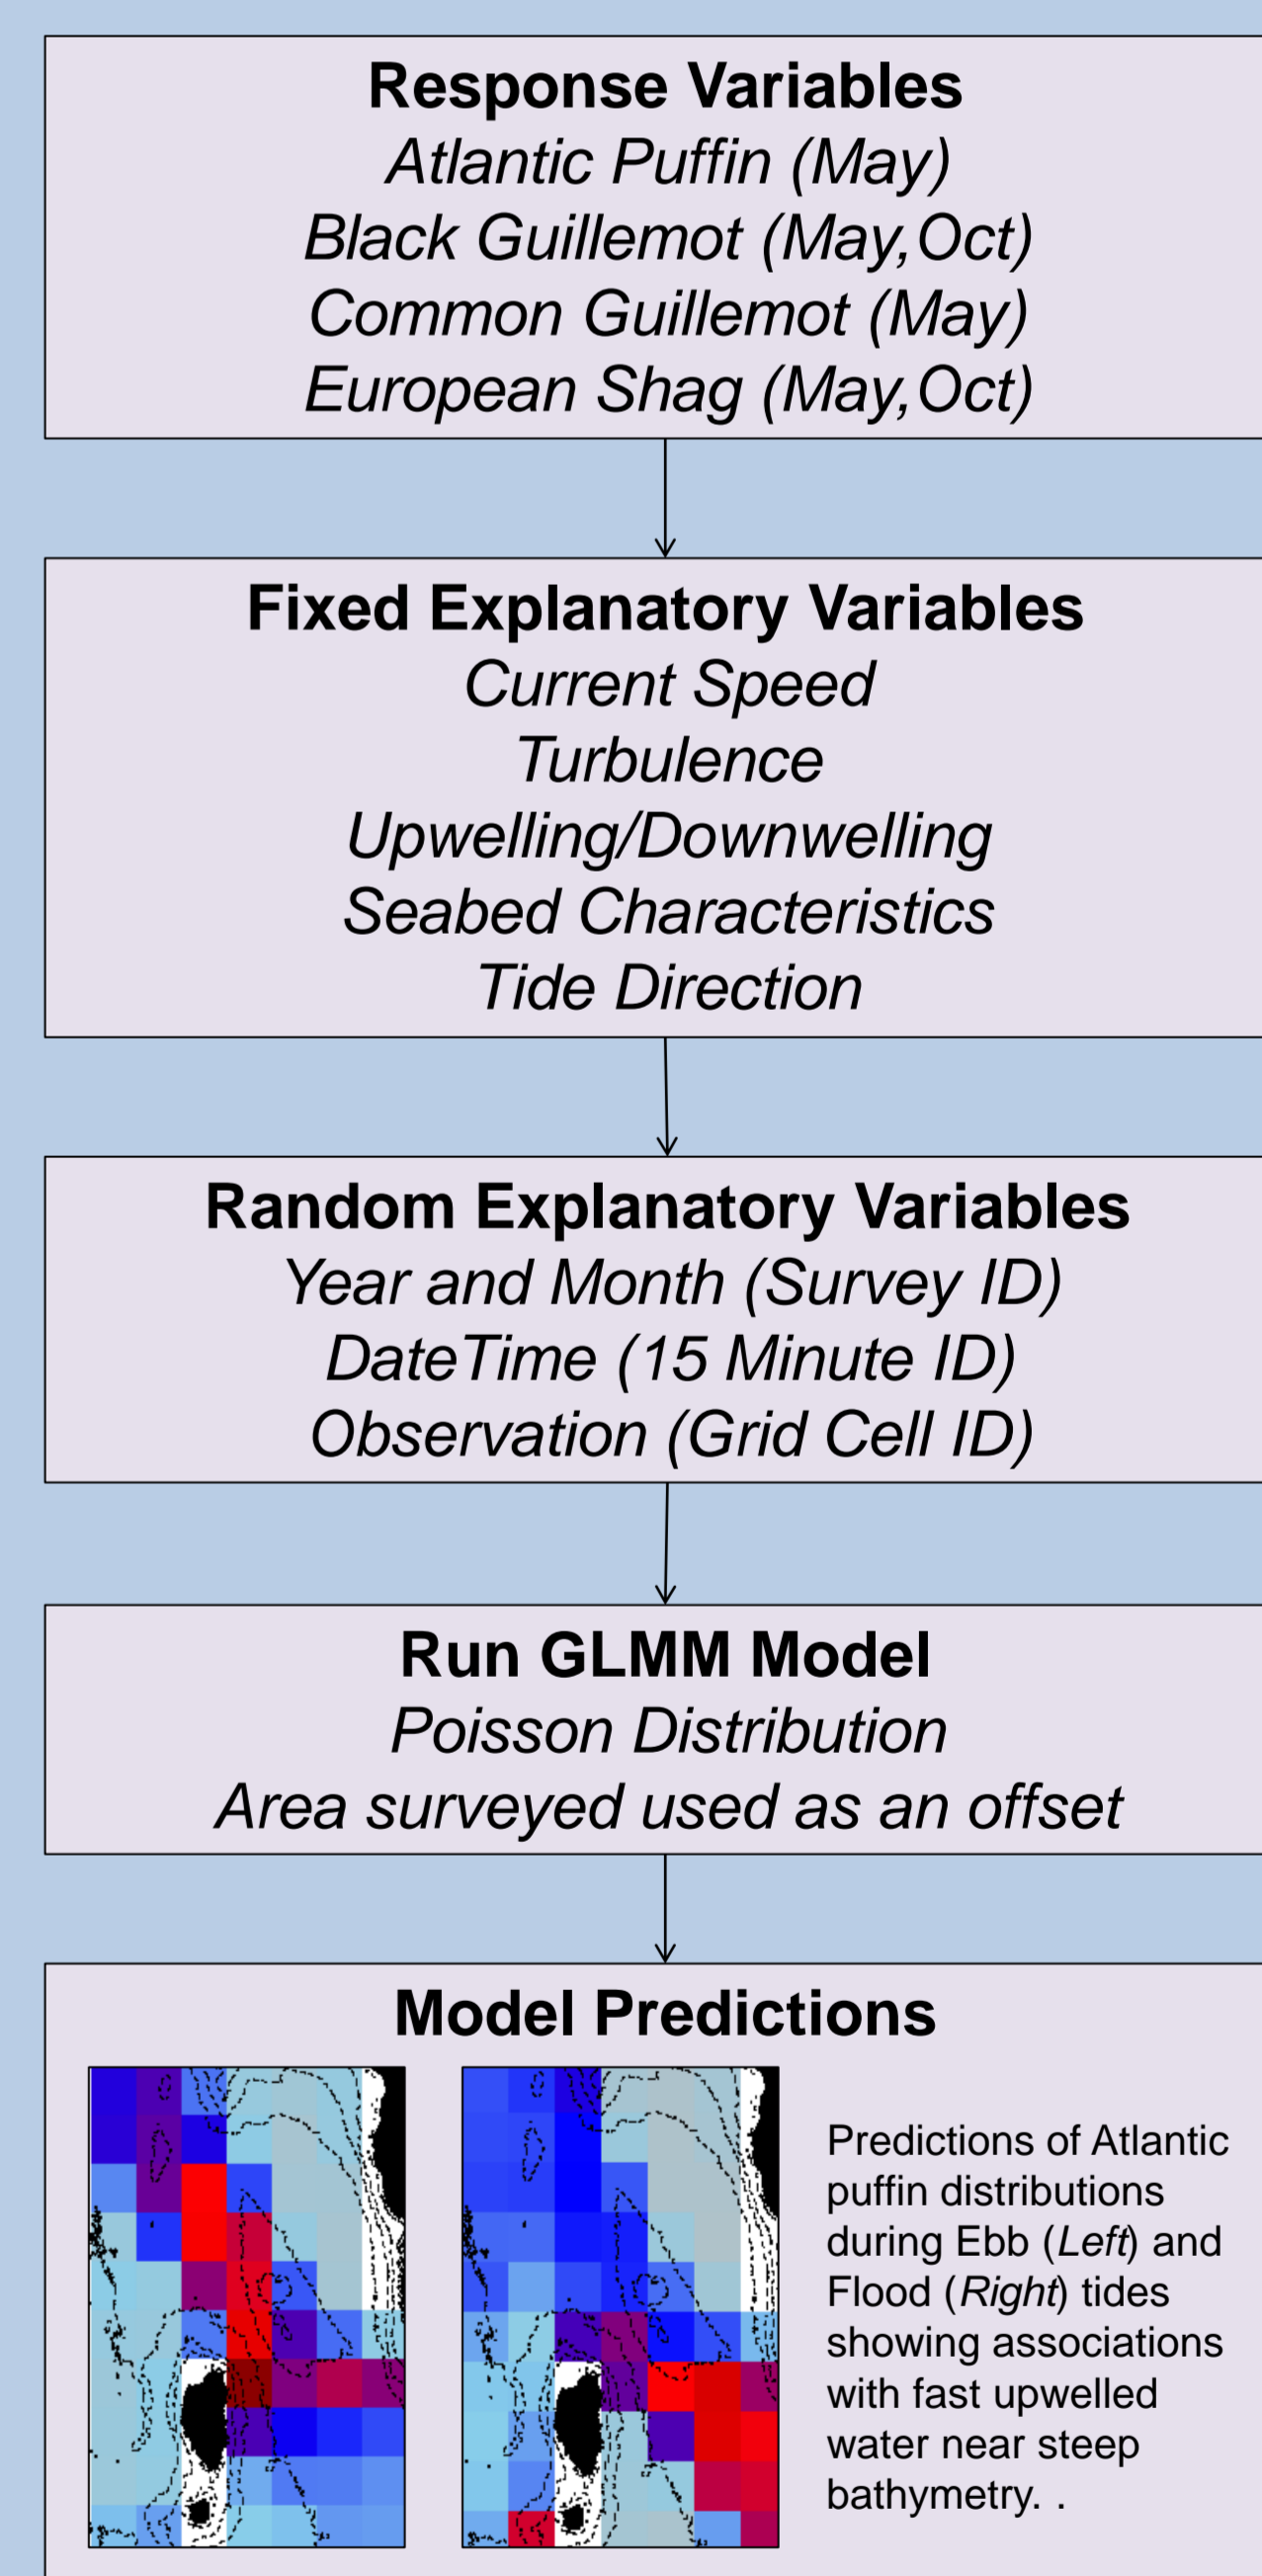 Response Variables
Atlantic Puffin (May)
Black Guillemot (May,Oct)
Common Guillemot (May)
European Shag (May,Oct)
Fixed Explanatory Variables
Current Speed
Turbulence
Upwelling/Downwelling
Seabed Characteristics
Tide Direction
Random Explanatory Variables
Year and Month (Survey ID)
DateTime (15 Minute ID)
Observation (Grid Cell ID)
Run GLMM Model
Poisson Distribution
Area surveyed used as an offset
Model Predictions
Predictions of Atlantic
puffin distributions
during Ebb (Left) and
Flood (Right) tides
showing associations
with fast upwelled
water near steep
bathymetry. .